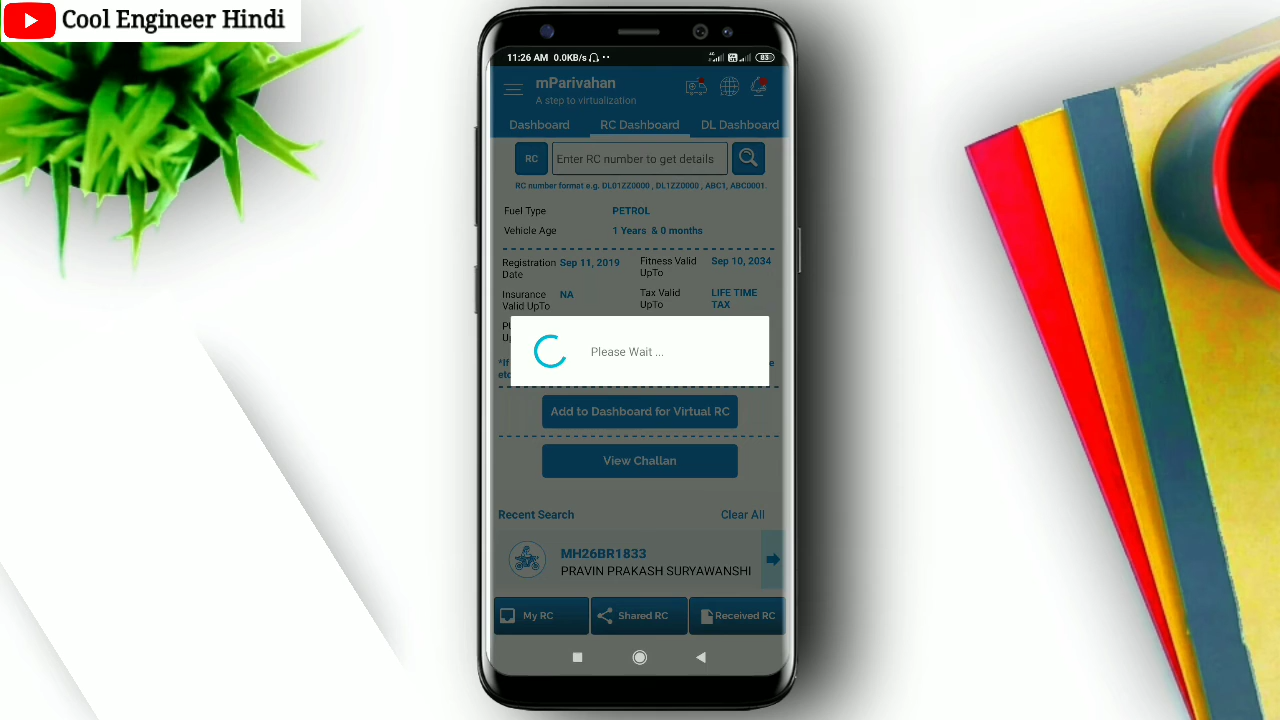 Cool Engineer Hindi
11:26 AM 0.0KB/s
83
mParivahan
A step to virtualization
Dashboard RC Dashboard DL Dashboard
RC Enter RC number to get details
RC number format e.g. DL01ZZ0000 , DL1ZZ0000 , ABC1, ABC0001.
Fuel Type PETROL
Vehicle Age 1 Years & 0 months
Registration Date Sep 11, 2019 Fitness Valid UpTo Sep 10, 2034
Insurance Valid UpTo NA Tax Valid UpTo LIFE TIME TAX
*If
Please Wait ...
Add to Dashboard for Virtual RC
View Challan
Recent Search Clear All
MH26BR1833
PRAVIN PRAKASH SURYAWANSHI
My RC Shared RC Received RC